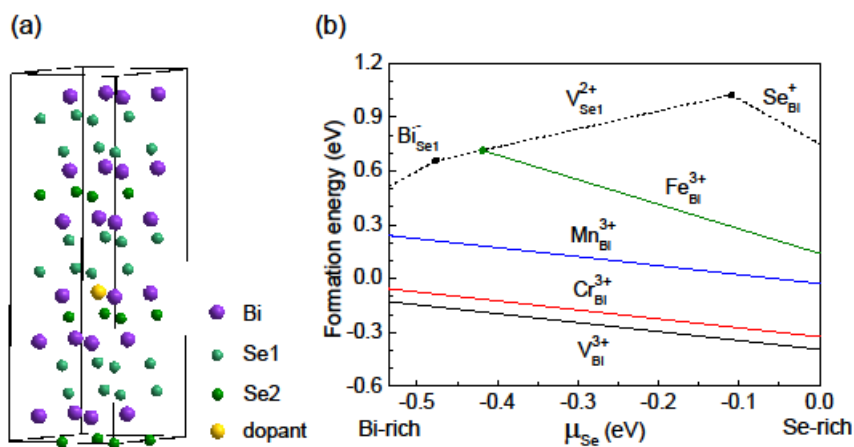 (a)
Bi
Se1
Se2
dopant
(b)
Formation energy (eV)
1.2
0.9
0.6
0.3
0.0
-0.3
-0.6
Bi⁻Se1
V²⁺Se1
Se⁺BI
Fe³⁺BI
Mn³⁺BI
Cr³⁺BI
V³⁺BI
-0.5 -0.4 -0.3 -0.2 -0.1 0.0
Bi-rich μSe (eV) Se-rich